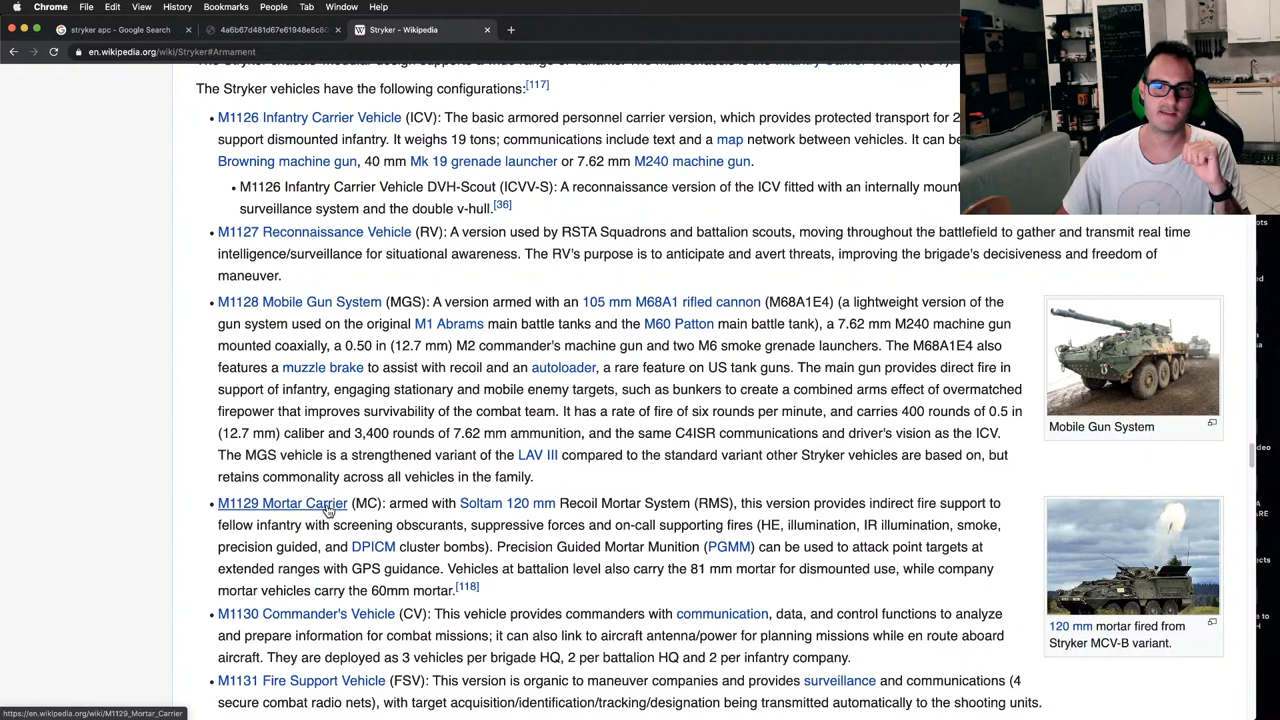 Chrome File Edit View History Bookmarks People Tab Window Help
stryker apc - Google Search
4a6b67d481d67e61948e5c80
Stryker - Wikipedia
en.wikipedia.org/wiki/Stryker#Armament
The Stryker vehicles have the following configurations:[117]
• M1126 Infantry Carrier Vehicle (ICV): The basic armored personnel carrier version, which provides protected transport for 2
support dismounted infantry. It weighs 19 tons; communications include text and a map network between vehicles. It can be
Browning machine gun, 40 mm Mk 19 grenade launcher or 7.62 mm M240 machine gun.
• M1126 Infantry Carrier Vehicle DVH-Scout (ICVV-S): A reconnaissance version of the ICV fitted with an internally mount
surveillance system and the double v-hull.[36]
• M1127 Reconnaissance Vehicle (RV): A version used by RSTA Squadrons and battalion scouts, moving throughout the battlefield to gather and transmit real time
intelligence/surveillance for situational awareness. The RV's purpose is to anticipate and avert threats, improving the brigade's decisiveness and freedom of
maneuver.
• M1128 Mobile Gun System (MGS): A version armed with an 105 mm M68A1 rifled cannon (M68A1E4) (a lightweight version of the
gun system used on the original M1 Abrams main battle tanks and the M60 Patton main battle tank), a 7.62 mm M240 machine gun
mounted coaxially, a 0.50 in (12.7 mm) M2 commander's machine gun and two M6 smoke grenade launchers. The M68A1E4 also
features a muzzle brake to assist with recoil and an autoloader, a rare feature on US tank guns. The main gun provides direct fire in
support of infantry, engaging stationary and mobile enemy targets, such as bunkers to create a combined arms effect of overmatched
firepower that improves survivability of the combat team. It has a rate of fire of six rounds per minute, and carries 400 rounds of 0.5 in
(12.7 mm) caliber and 3,400 rounds of 7.62 mm ammunition, and the same C4ISR communications and driver's vision as the ICV.
The MGS vehicle is a strengthened variant of the LAV III compared to the standard variant other Stryker vehicles are based on, but
retains commonality across all vehicles in the family.
Mobile Gun System
• M1129 Mortar Carrier (MC): armed with Soltam 120 mm Recoil Mortar System (RMS), this version provides indirect fire support to
fellow infantry with screening obscurants, suppressive forces and on-call supporting fires (HE, illumination, IR illumination, smoke,
precision guided, and DPICM cluster bombs). Precision Guided Mortar Munition (PGMM) can be used to attack point targets at
extended ranges with GPS guidance. Vehicles at battalion level also carry the 81 mm mortar for dismounted use, while company
mortar vehicles carry the 60mm mortar.[118]
120 mm mortar fired from
Stryker MCV-B variant.
• M1130 Commander's Vehicle (CV): This vehicle provides commanders with communication, data, and control functions to analyze
and prepare information for combat missions; it can also link to aircraft antenna/power for planning missions while en route aboard
aircraft. They are deployed as 3 vehicles per brigade HQ, 2 per battalion HQ and 2 per infantry company.
• M1131 Fire Support Vehicle (FSV): This version is organic to maneuver companies and provides surveillance and communications (4
secure combat radio nets), with target acquisition/identification/tracking/designation being transmitted automatically to the shooting units.
https://en.wikipedia.org/wiki/M1129_Mortar_Carrier